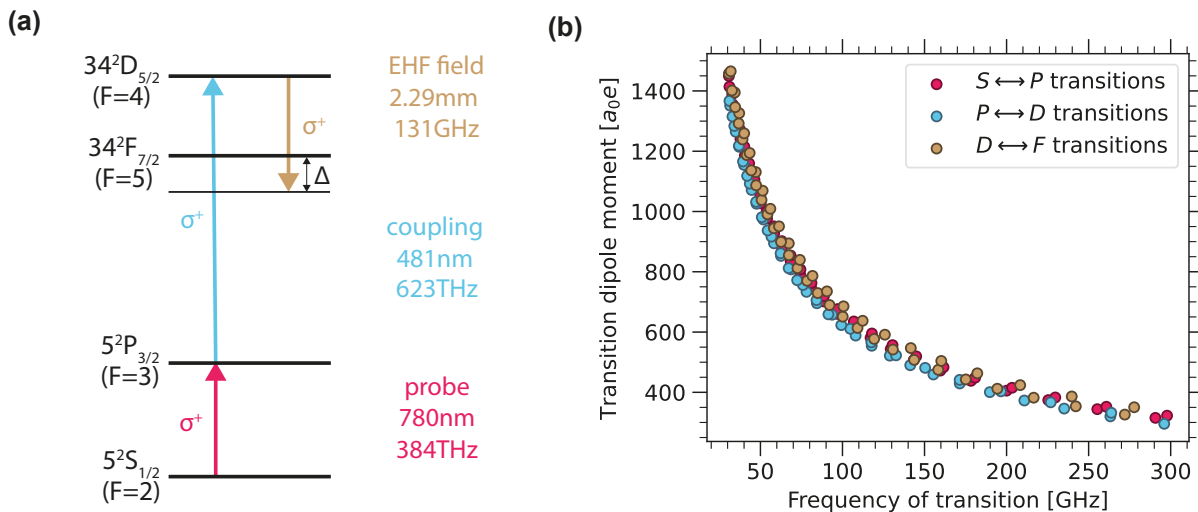 (a)
34²D5/2
(F=4)
EHF field
2.29mm
131GHz
σ⁺
34²F7/2
(F=5)
Δ
σ⁺
coupling
481nm
623THz
5²P3/2
(F=3)
probe
780nm
384THz
σ⁺
5²S1/2
(F=2)
(b)
S ⟷ P transitions
P ⟷ D transitions
D ⟷ F transitions
Transition dipole moment [a₀e]
1400
1200
1000
800
600
400
50 100 150 200 250 300
Frequency of transition [GHz]